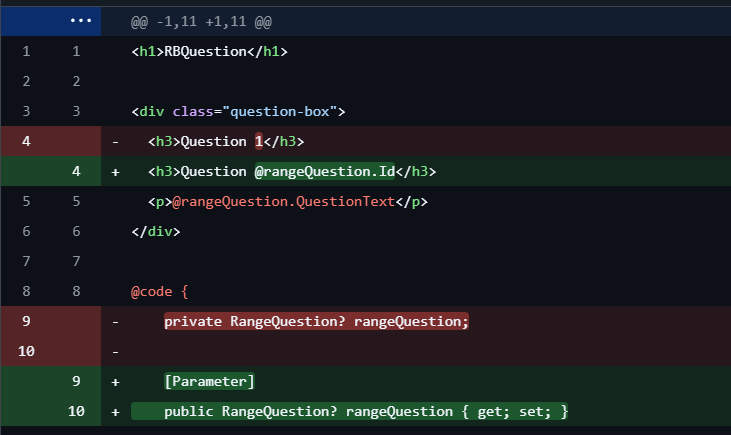 ... @@ -1,11 +1,11 @@
1 1 <h1>RBQuestion</h1>
2 2
3 3 <div class="question-box">
4 - <h3>Question 1</h3>
4 + <h3>Question @rangeQuestion.Id</h3>
5 5 <p>@rangeQuestion.QuestionText</p>
6 6 </div>
7 7
8 8 @code {
9 - private RangeQuestion? rangeQuestion;
10 -
9 + [Parameter]
10 + public RangeQuestion? rangeQuestion { get; set; }